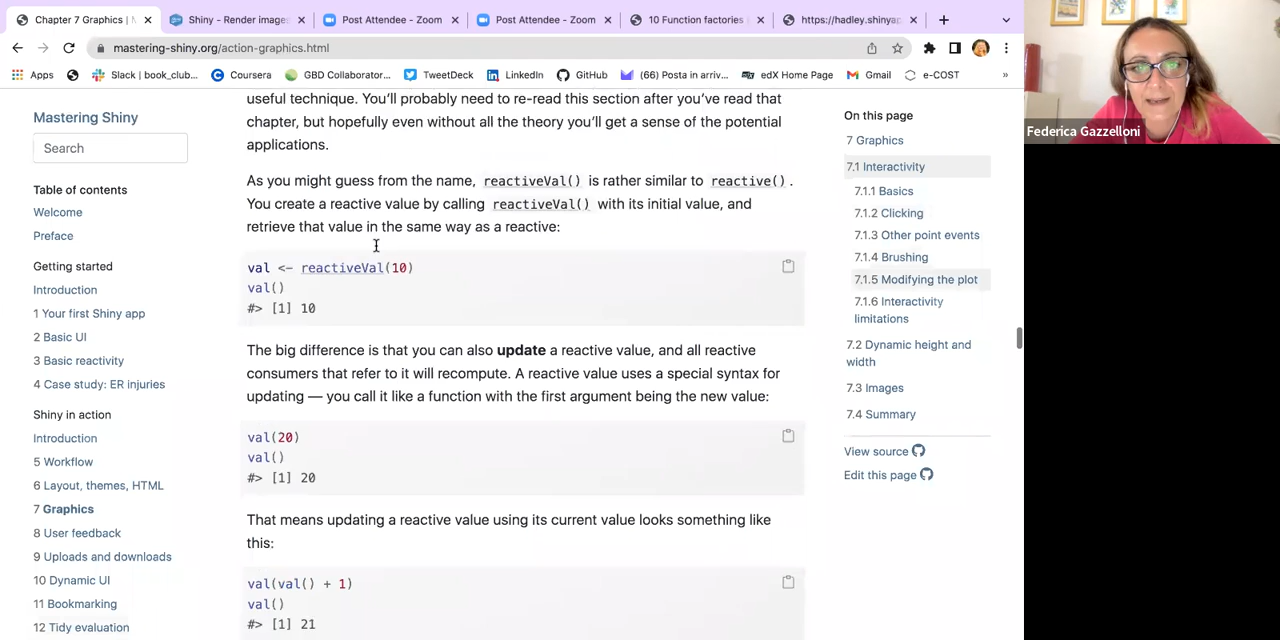 Chapter 7 Graphics | M
Shiny - Render images
Post Attendee - Zoom
Post Attendee - Zoom
10 Function factories
https://hadley.shinyap
mastering-shiny.org/action-graphics.html
Apps
Slack | book_club...
Coursera
GBD Collaborator...
TweetDeck
LinkedIn
GitHub
(66) Posta in arriv...
edX Home Page
Gmail
e-COST
»
Mastering Shiny
Search
Table of contents
Welcome
Preface
Getting started
Introduction
1 Your first Shiny app
2 Basic UI
3 Basic reactivity
4 Case study: ER injuries
Shiny in action
Introduction
5 Workflow
6 Layout, themes, HTML
7 Graphics
8 User feedback
9 Uploads and downloads
10 Dynamic UI
11 Bookmarking
12 Tidy evaluation
useful technique. You'll probably need to re-read this section after you've read that
chapter, but hopefully even without all the theory you'll get a sense of the potential
applications.
As you might guess from the name, reactiveVal() is rather similar to reactive() .
You create a reactive value by calling reactiveVal() with its initial value, and
retrieve that value in the same way as a reactive:
val <- reactiveVal(10)
val()
#> [1] 10
The big difference is that you can also update a reactive value, and all reactive
consumers that refer to it will recompute. A reactive value uses a special syntax for
updating — you call it like a function with the first argument being the new value:
val(20)
val()
#> [1] 20
That means updating a reactive value using its current value looks something like
this:
val(val() + 1)
val()
#> [1] 21
On this page
7 Graphics
7.1 Interactivity
7.1.1 Basics
7.1.2 Clicking
7.1.3 Other point events
7.1.4 Brushing
7.1.5 Modifying the plot
7.1.6 Interactivity
limitations
7.2 Dynamic height and
width
7.3 Images
7.4 Summary
View source
Edit this page
Federica Gazzelloni